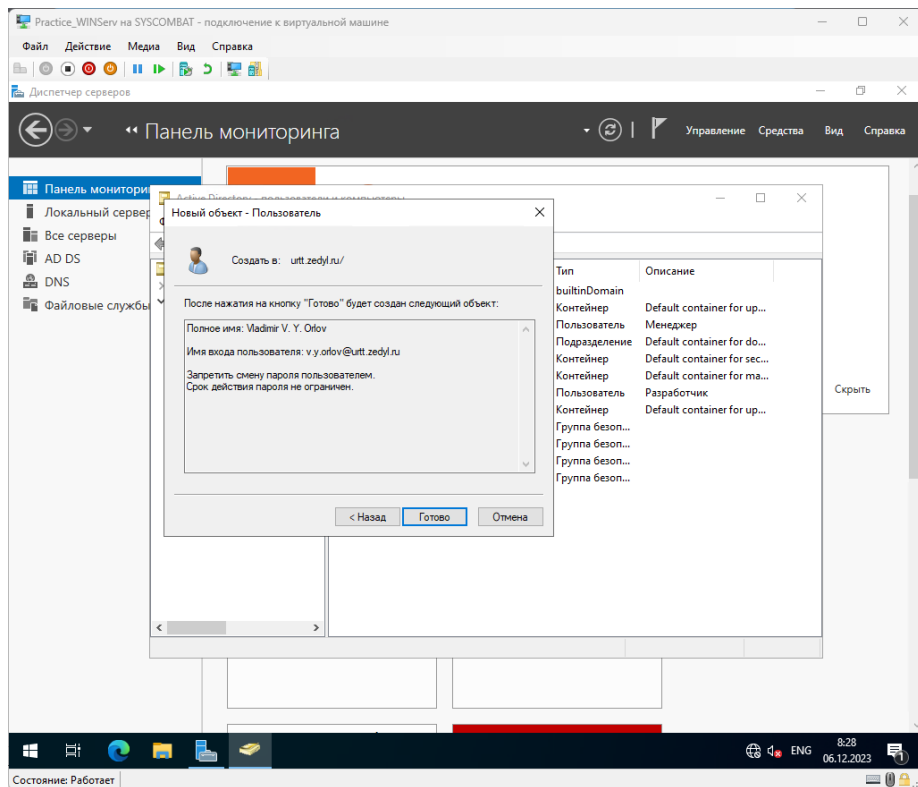 Practice_WINServ на SYSCOMBAT - подключение к виртуальной машине
Файл Действие Медиа Вид Справка
Диспетчер серверов
Панель мониторинга
Управление Средства Вид Справка
Панель монитори
Локальный сервер
Все серверы
AD DS
DNS
Файловые службы
Active Directory - пользователи и компьютеры
Новый объект - Пользователь
Создать в: urtt.zedyl.ru/
После нажатия на кнопку "Готово" будет создан следующий объект:
Полное имя: Vladimir V. Y. Orlov
Имя входа пользователя: v.y.orlov@urtt.zedyl.ru
Запретить смену пароля пользователем.
Срок действия пароля не ограничен.
< Назад Готово Отмена
Тип Описание
builtinDomain
Контейнер Default container for up...
Пользователь Менеджер
Подразделение Default container for do...
Контейнер Default container for sec...
Контейнер Default container for ma...
Пользователь Разработчик
Контейнер Default container for up...
Группа безоп...
Группа безоп...
Группа безоп...
Группа безоп...
Скрыть
ENG
8:28
06.12.2023
1
Состояние: Работает